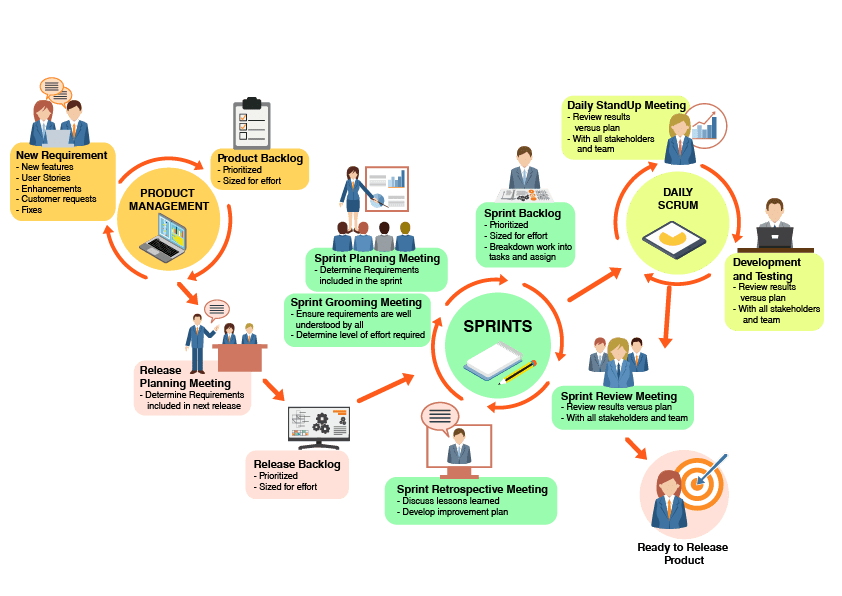 New Requirement
- New features
- User Stories
- Enhancements
- Customer requests
- Fixes
PRODUCT
MANAGEMENT
Product Backlog
- Prioritized
- Sized for effort
Release
Planning Meeting
- Determine Requirements
included in next release
Release Backlog
- Prioritized
- Sized for effort
Sprint Planning Meeting
- Determine Requirements
included in the sprint
Sprint Grooming Meeting
- Ensure requirements are well
understood by all
- Determine level of effort required
Sprint Backlog
- Prioritized
- Sized for effort
- Breakdown work into
tasks and assign
SPRINTS
Sprint Retrospective Meeting
- Discuss lessons learned
- Develop improvement plan
Daily StandUp Meeting
- Review results
versus plan
- With all stakeholders
and team
DAILY
SCRUM
Development
and Testing
- Review results
versus plan
- With all stakeholders
and team
Sprint Review Meeting
- Review results versus plan
- With all stakeholders and team
Ready to Release
Product